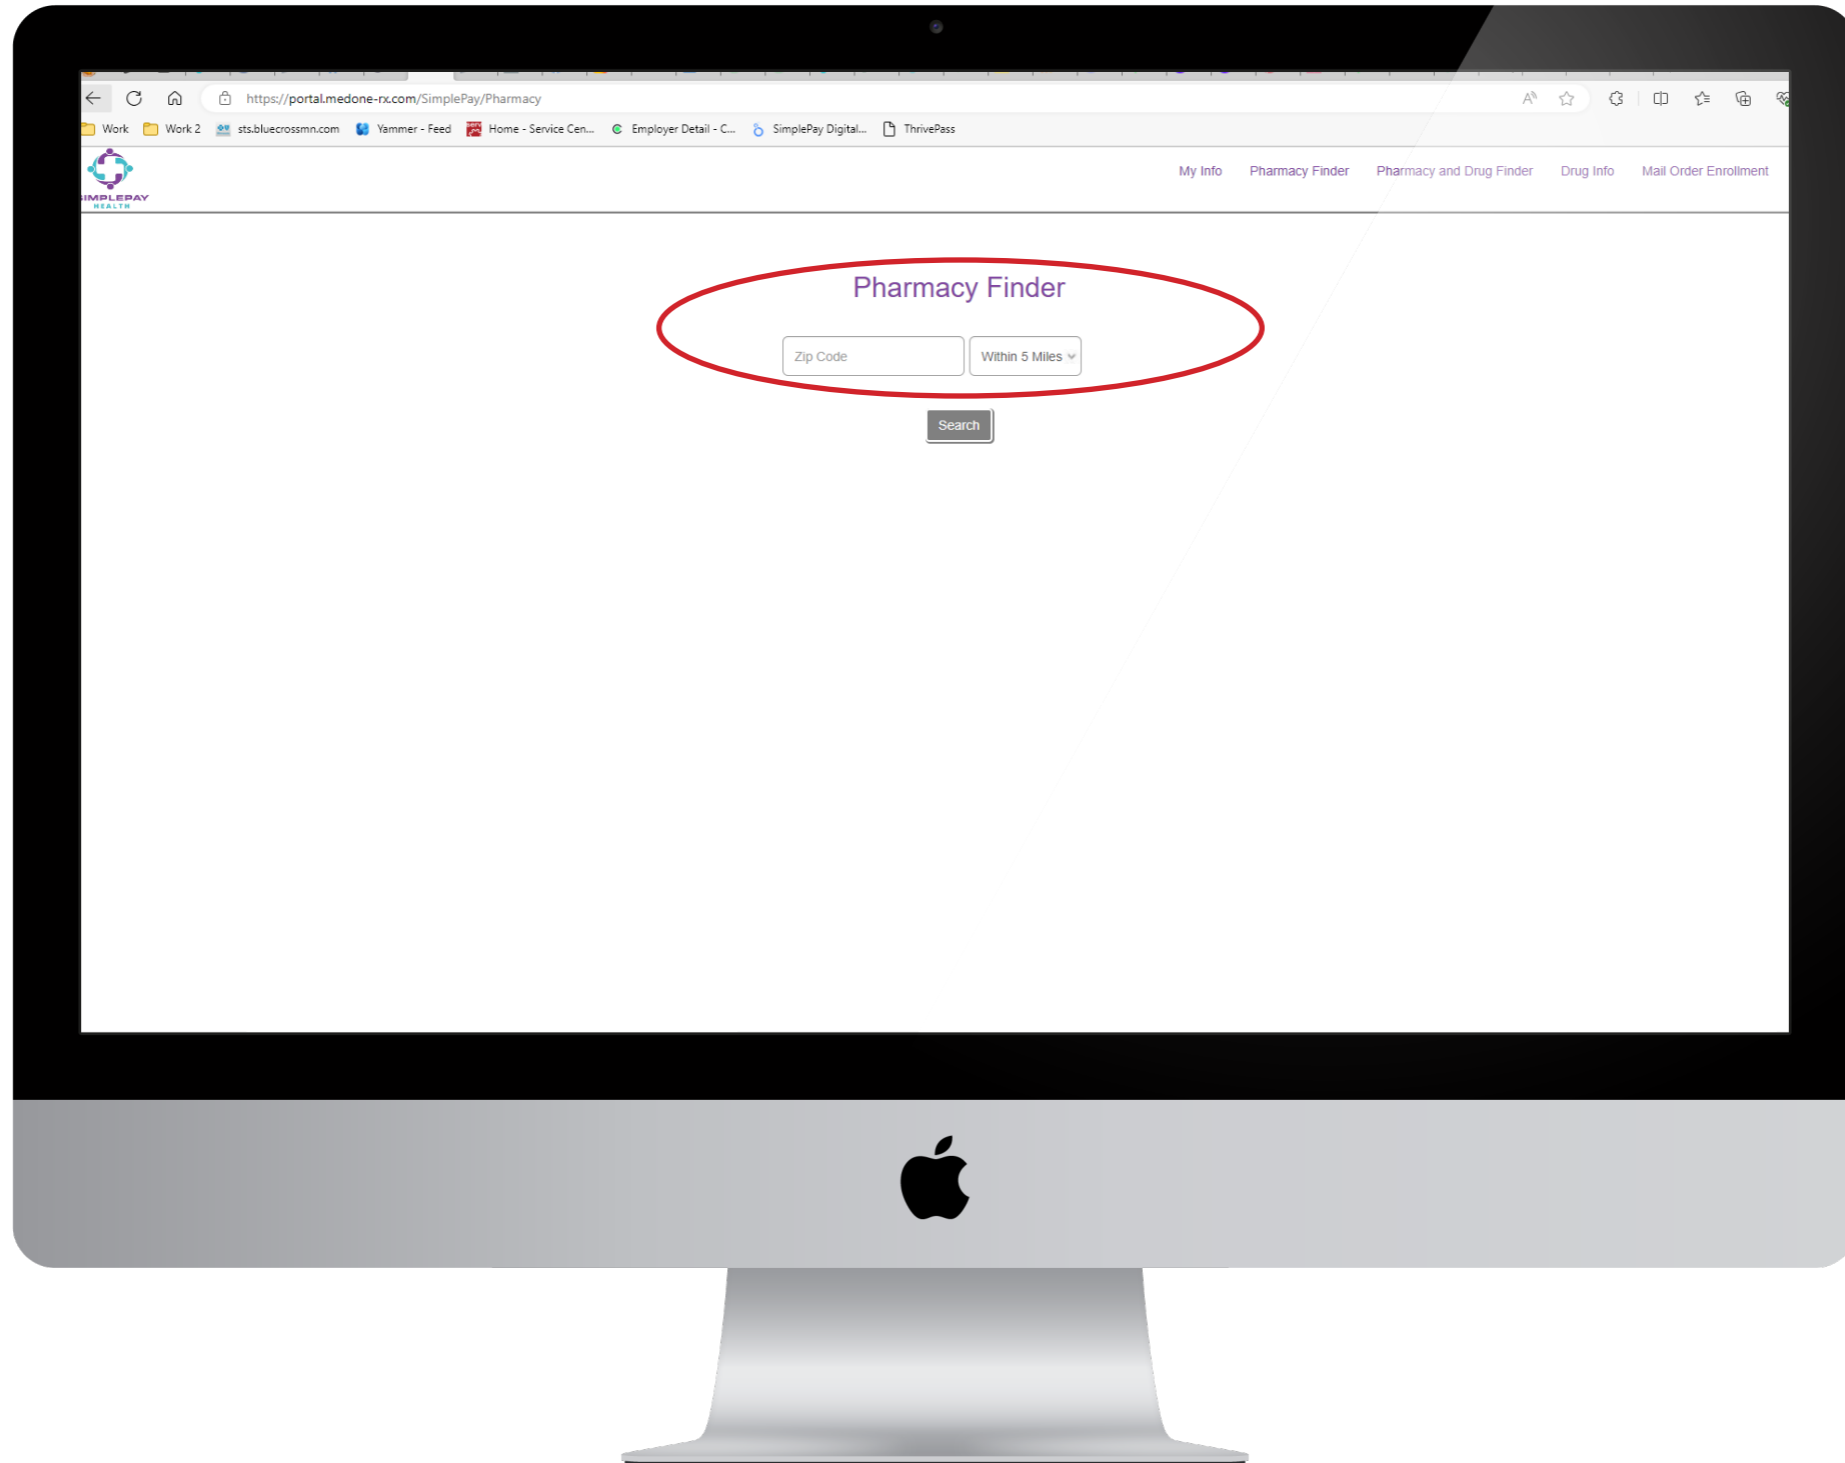 https://portal.medone-rx.com/SimplePay/Pharmacy
Work Work 2 sts.bluecrossmn.com Yammer - Feed Home - Service Cen... Employer Detail - C... SimplePay Digital... ThrivePass
SIMPLEPAY
HEALTH
My Info Pharmacy Finder Pharmacy and Drug Finder Drug Info Mail Order Enrollment
Pharmacy Finder
Zip Code Within 5 Miles
Search